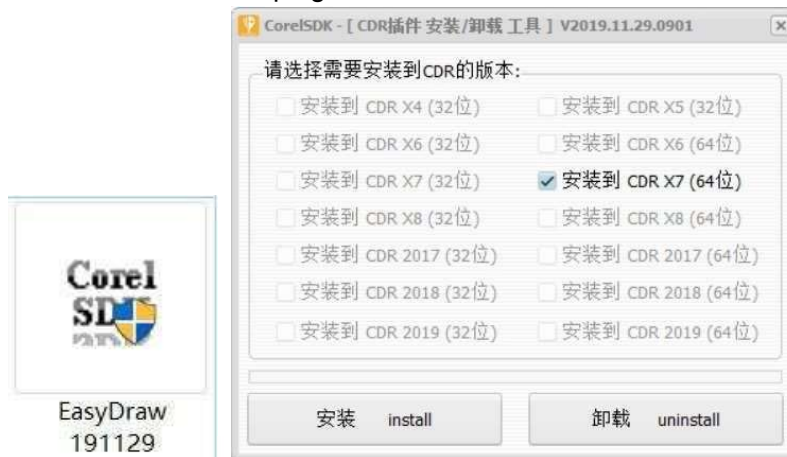 CorelSDK - [ CDR插件 安装/卸载 工具 ] V2019.11.29.0901
请选择需要安装到CDR的版本:
安装到 CDR X4 (32位) 安装到 CDR X5 (32位)
安装到 CDR X6 (32位) 安装到 CDR X6 (64位)
安装到 CDR X7 (32位) 安装到 CDR X7 (64位)
安装到 CDR X8 (32位) 安装到 CDR X8 (64位)
安装到 CDR 2017 (32位) 安装到 CDR 2017 (64位)
安装到 CDR 2018 (32位) 安装到 CDR 2018 (64位)
安装到 CDR 2019 (32位) 安装到 CDR 2019 (64位)
安装 install 卸载 uninstall
Corel
EasyDraw
191129